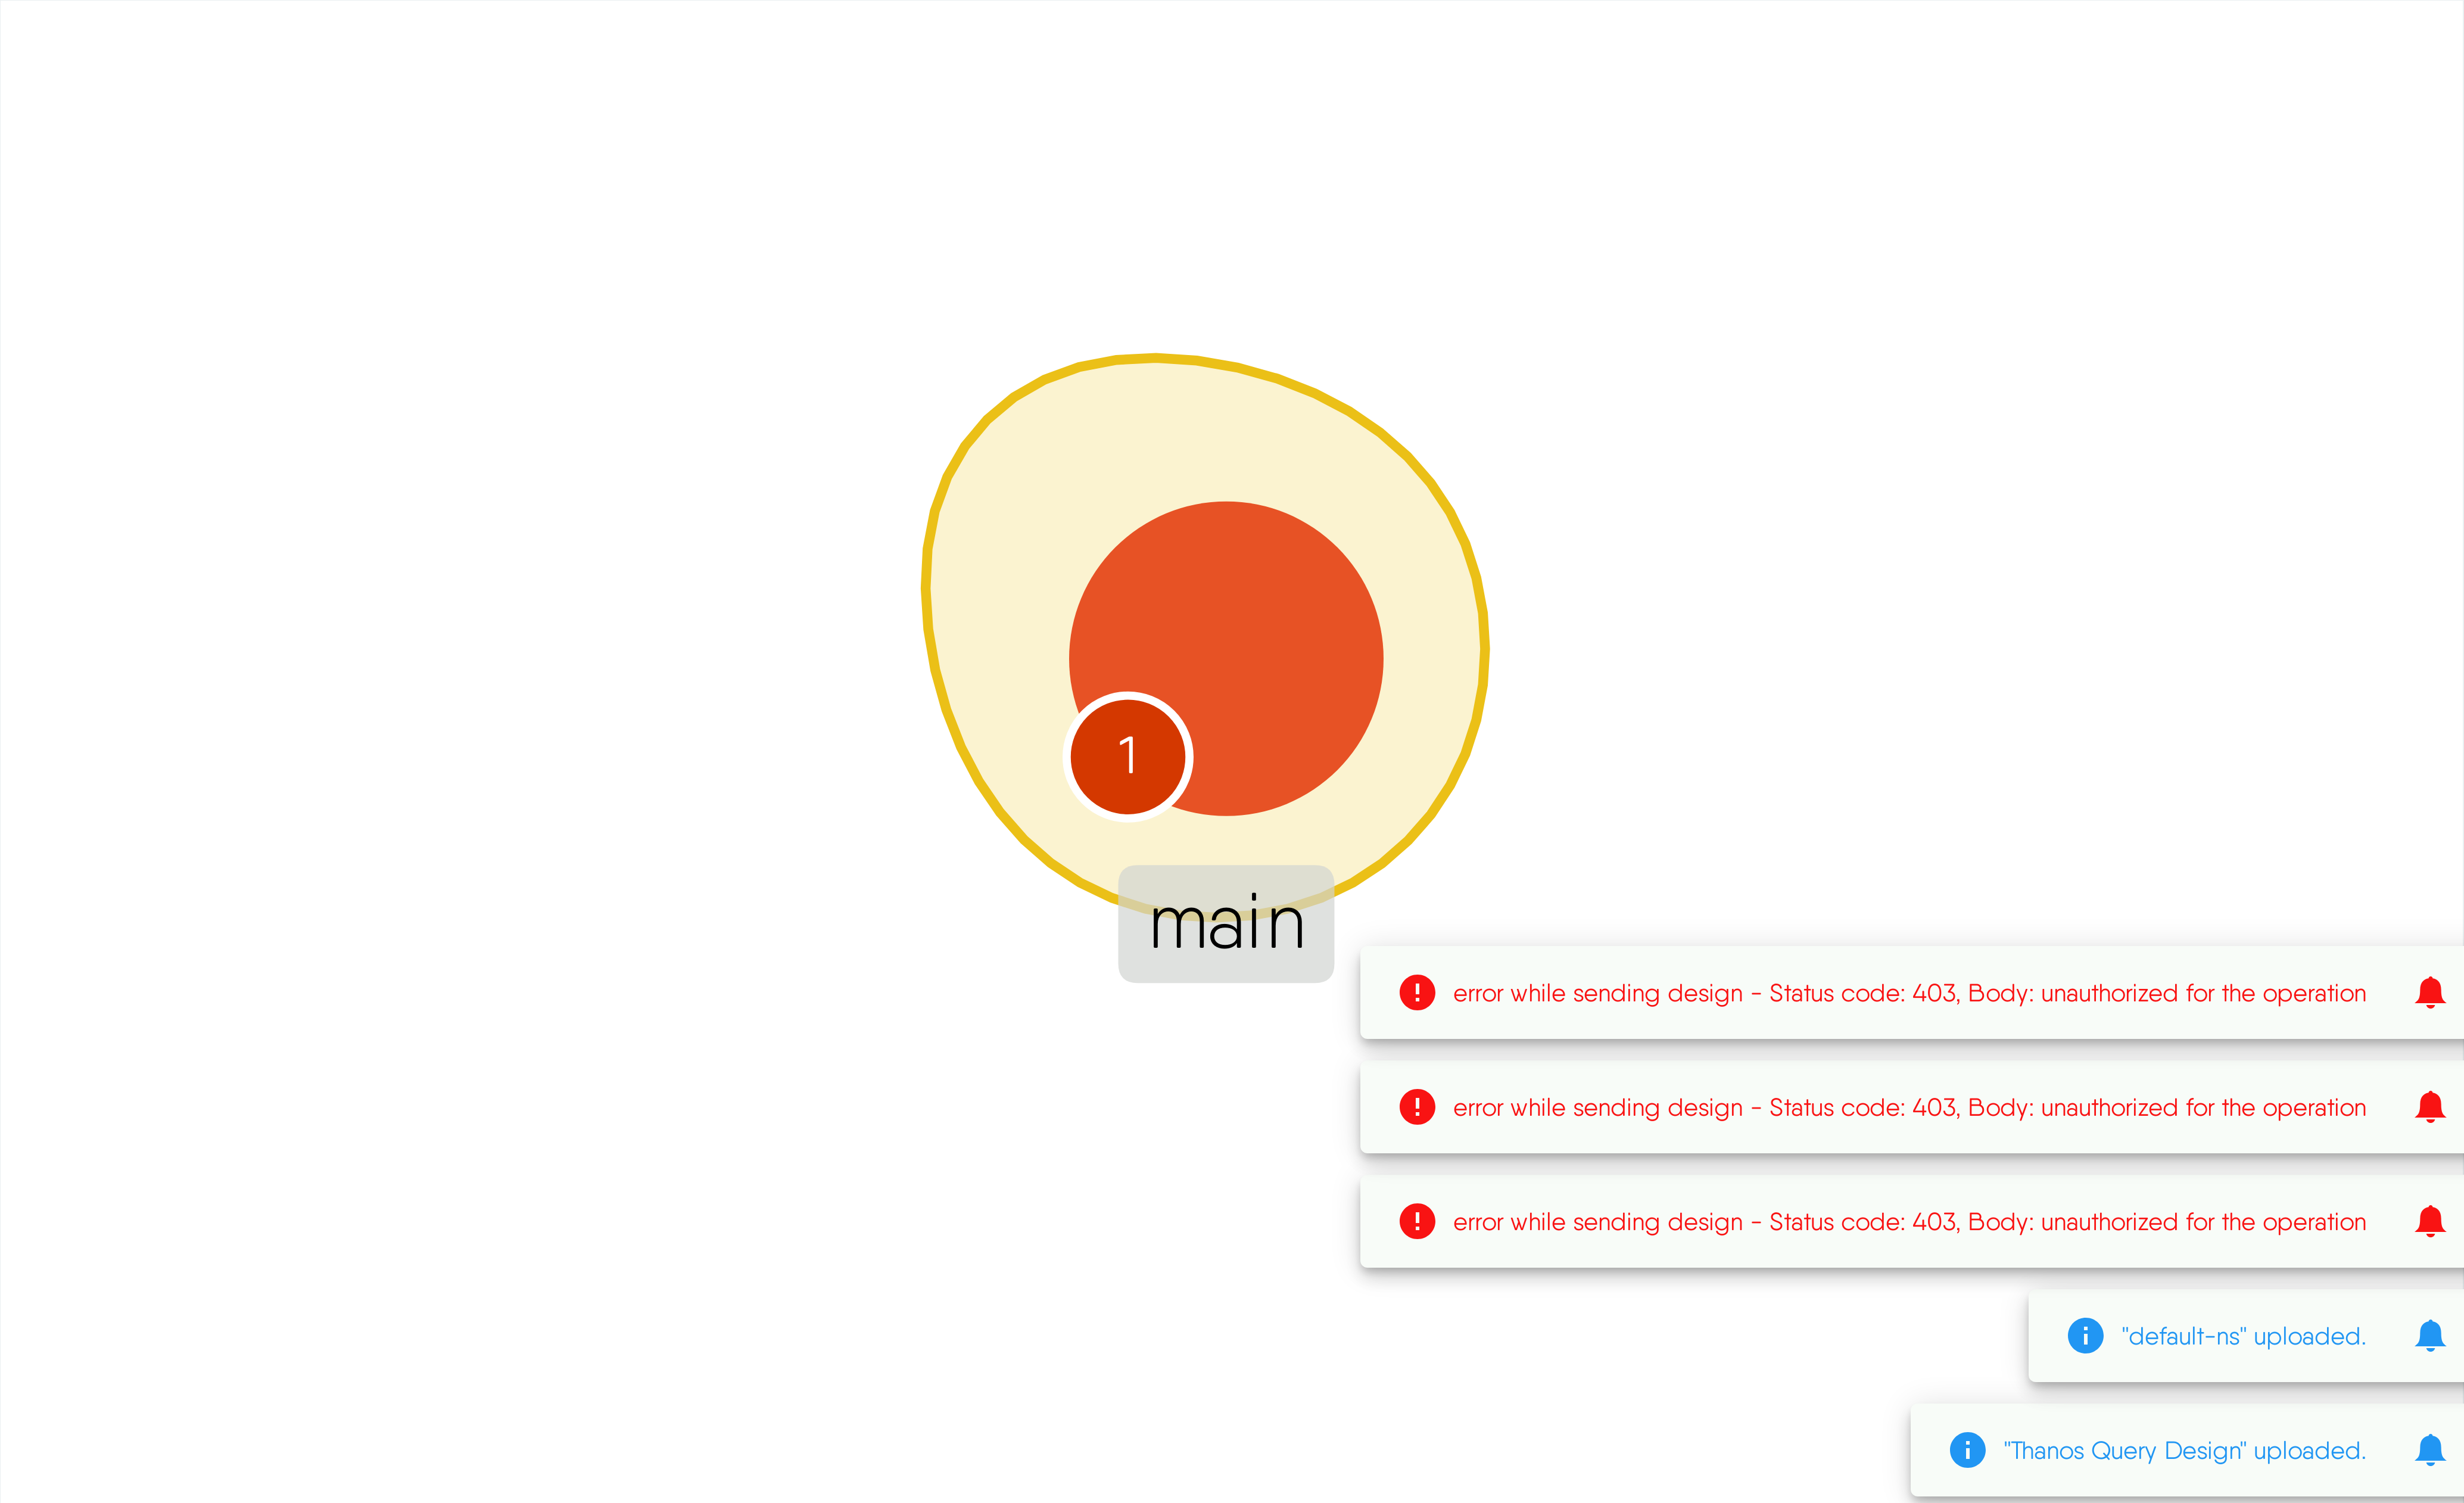 1
main
error while sending design - Status code: 403, Body: unauthorized for the operation
error while sending design - Status code: 403, Body: unauthorized for the operation
error while sending design - Status code: 403, Body: unauthorized for the operation
"default-ns" uploaded.
"Thanos Query Design" uploaded.